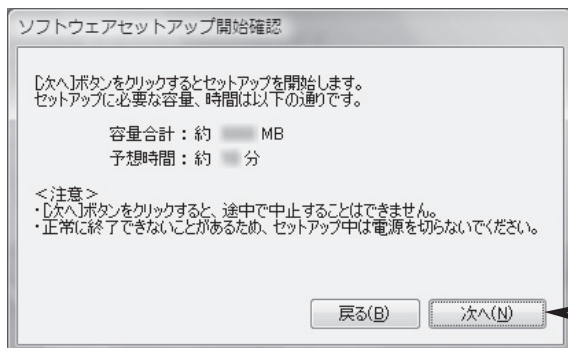 ソフトウェアセットアップ開始確認
[次へ]ボタンをクリックするとセットアップを開始します。
セットアップに必要な容量、時間は以下の通りです。
容量合計：約 MB
予想時間：約 分
＜注意＞
・[次へ]ボタンをクリックすると、途中で中止することはできません。
・正常に終了できないことがあるため、セットアップ中は電源を切らないでください。
戻る(B)
次へ(N)